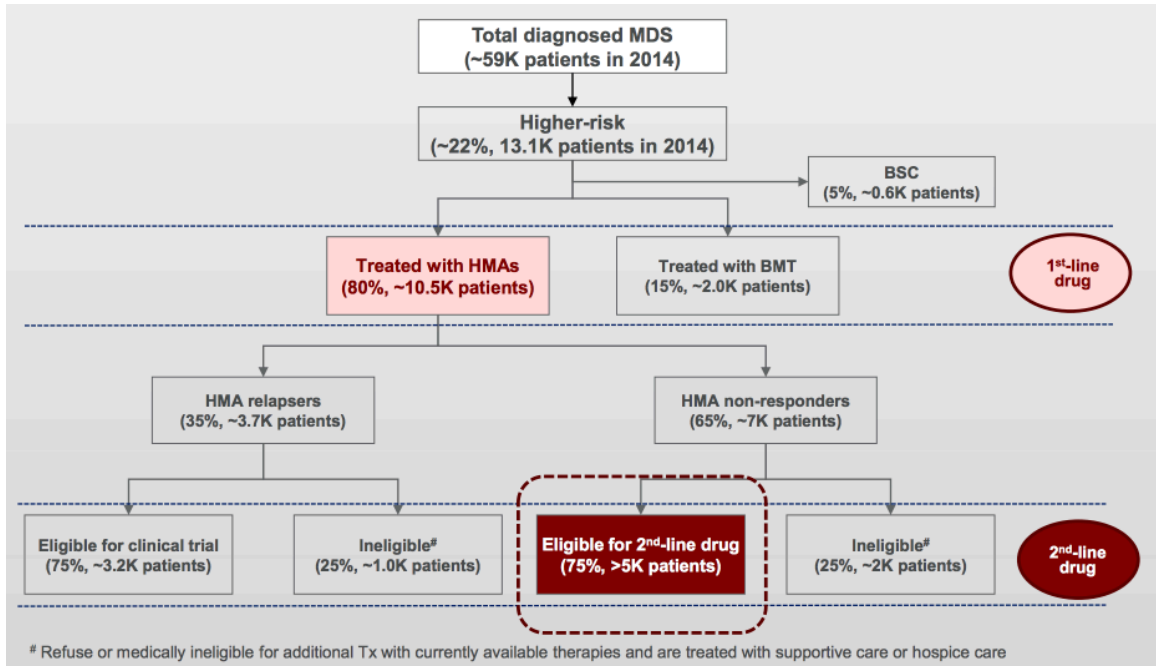 Total diagnosed MDS
(~59K patients in 2014)
Higher-risk
(~22%, 13.1K patients in 2014)
BSC
(5%, ~0.6K patients)
Treated with HMAs
(80%, ~10.5K patients)
Treated with BMT
(15%, ~2.0K patients)
1st-line
drug
HMA relapsers
(35%, ~3.7K patients)
HMA non-responders
(65%, ~7K patients)
Eligible for clinical trial
(75%, ~3.2K patients)
Ineligible#
(25%, ~1.0K patients)
Eligible for 2nd-line drug
(75%, >5K patients)
Ineligible#
(25%, ~2K patients)
2nd-line
drug
# Refuse or medically ineligible for additional Tx with currently available therapies and are treated with supportive care or hospice care